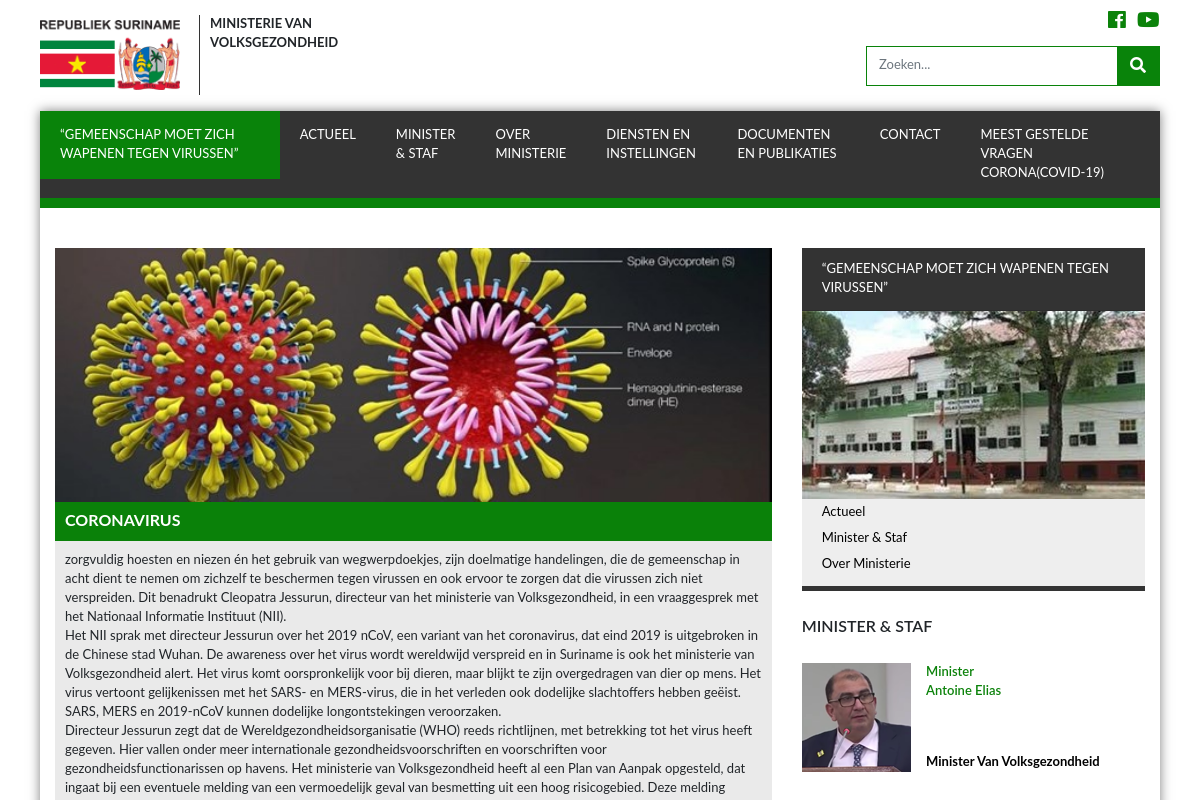 REPUBLIEK SURINAME
MINISTERIE VAN
VOLKSGEZONDHEID
Zoeken...
“GEMEENSCHAP MOET ZICH
WAPENEN TEGEN VIRUSSEN”
ACTUEEL
MINISTER
& STAF
OVER
MINISTERIE
DIENSTEN EN
INSTELLINGEN
DOCUMENTEN
EN PUBLIKATIES
CONTACT
MEEST GESTELDE
VRAGEN
CORONA(COVID-19)
Spike Glycoprotein (S)
RNA and N protein
Envelope
Hemagglutinin-esterase
dimer (HE)
CORONAVIRUS
zorgvuldig hoesten en niezen én het gebruik van wegwerpdoekjes, zijn doelmatige handelingen, die de gemeenschap in
acht dient te nemen om zichzelf te beschermen tegen virussen en ook ervoor te zorgen dat die virussen zich niet
verspreiden. Dit benadrukt Cleopatra Jessurun, directeur van het ministerie van Volksgezondheid, in een vraaggesprek met
het Nationaal Informatie Instituut (NII).
Het NII sprak met directeur Jessurun over het 2019 nCoV, een variant van het coronavirus, dat eind 2019 is uitgebroken in
de Chinese stad Wuhan. De awareness over het virus wordt wereldwijd verspreid en in Suriname is ook het ministerie van
Volksgezondheid alert. Het virus komt oorspronkelijk voor bij dieren, maar blijkt te zijn overgedragen van dier op mens. Het
virus vertoont gelijkenissen met het SARS- en MERS-virus, die in het verleden ook dodelijke slachtoffers hebben geëist.
SARS, MERS en 2019-nCoV kunnen dodelijke longontstekingen veroorzaken.
Directeur Jessurun zegt dat de Wereldgezondheidsorganisatie (WHO) reeds richtlijnen, met betrekking tot het virus heeft
gegeven. Hier vallen onder meer internationale gezondheidsvoorschriften en voorschriften voor
gezondheidsfunctionarissen op havens. Het ministerie van Volksgezondheid heeft al een Plan van Aanpak opgesteld, dat
ingaat bij een eventuele melding van een vermoedelijk geval van besmetting uit een hoog risicogebied. Deze melding
“GEMEENSCHAP MOET ZICH WAPENEN TEGEN
VIRUSSEN”
Actueel
Minister & Staf
Over Ministerie
MINISTER & STAF
Minister
Antoine Elias
Minister Van Volksgezondheid